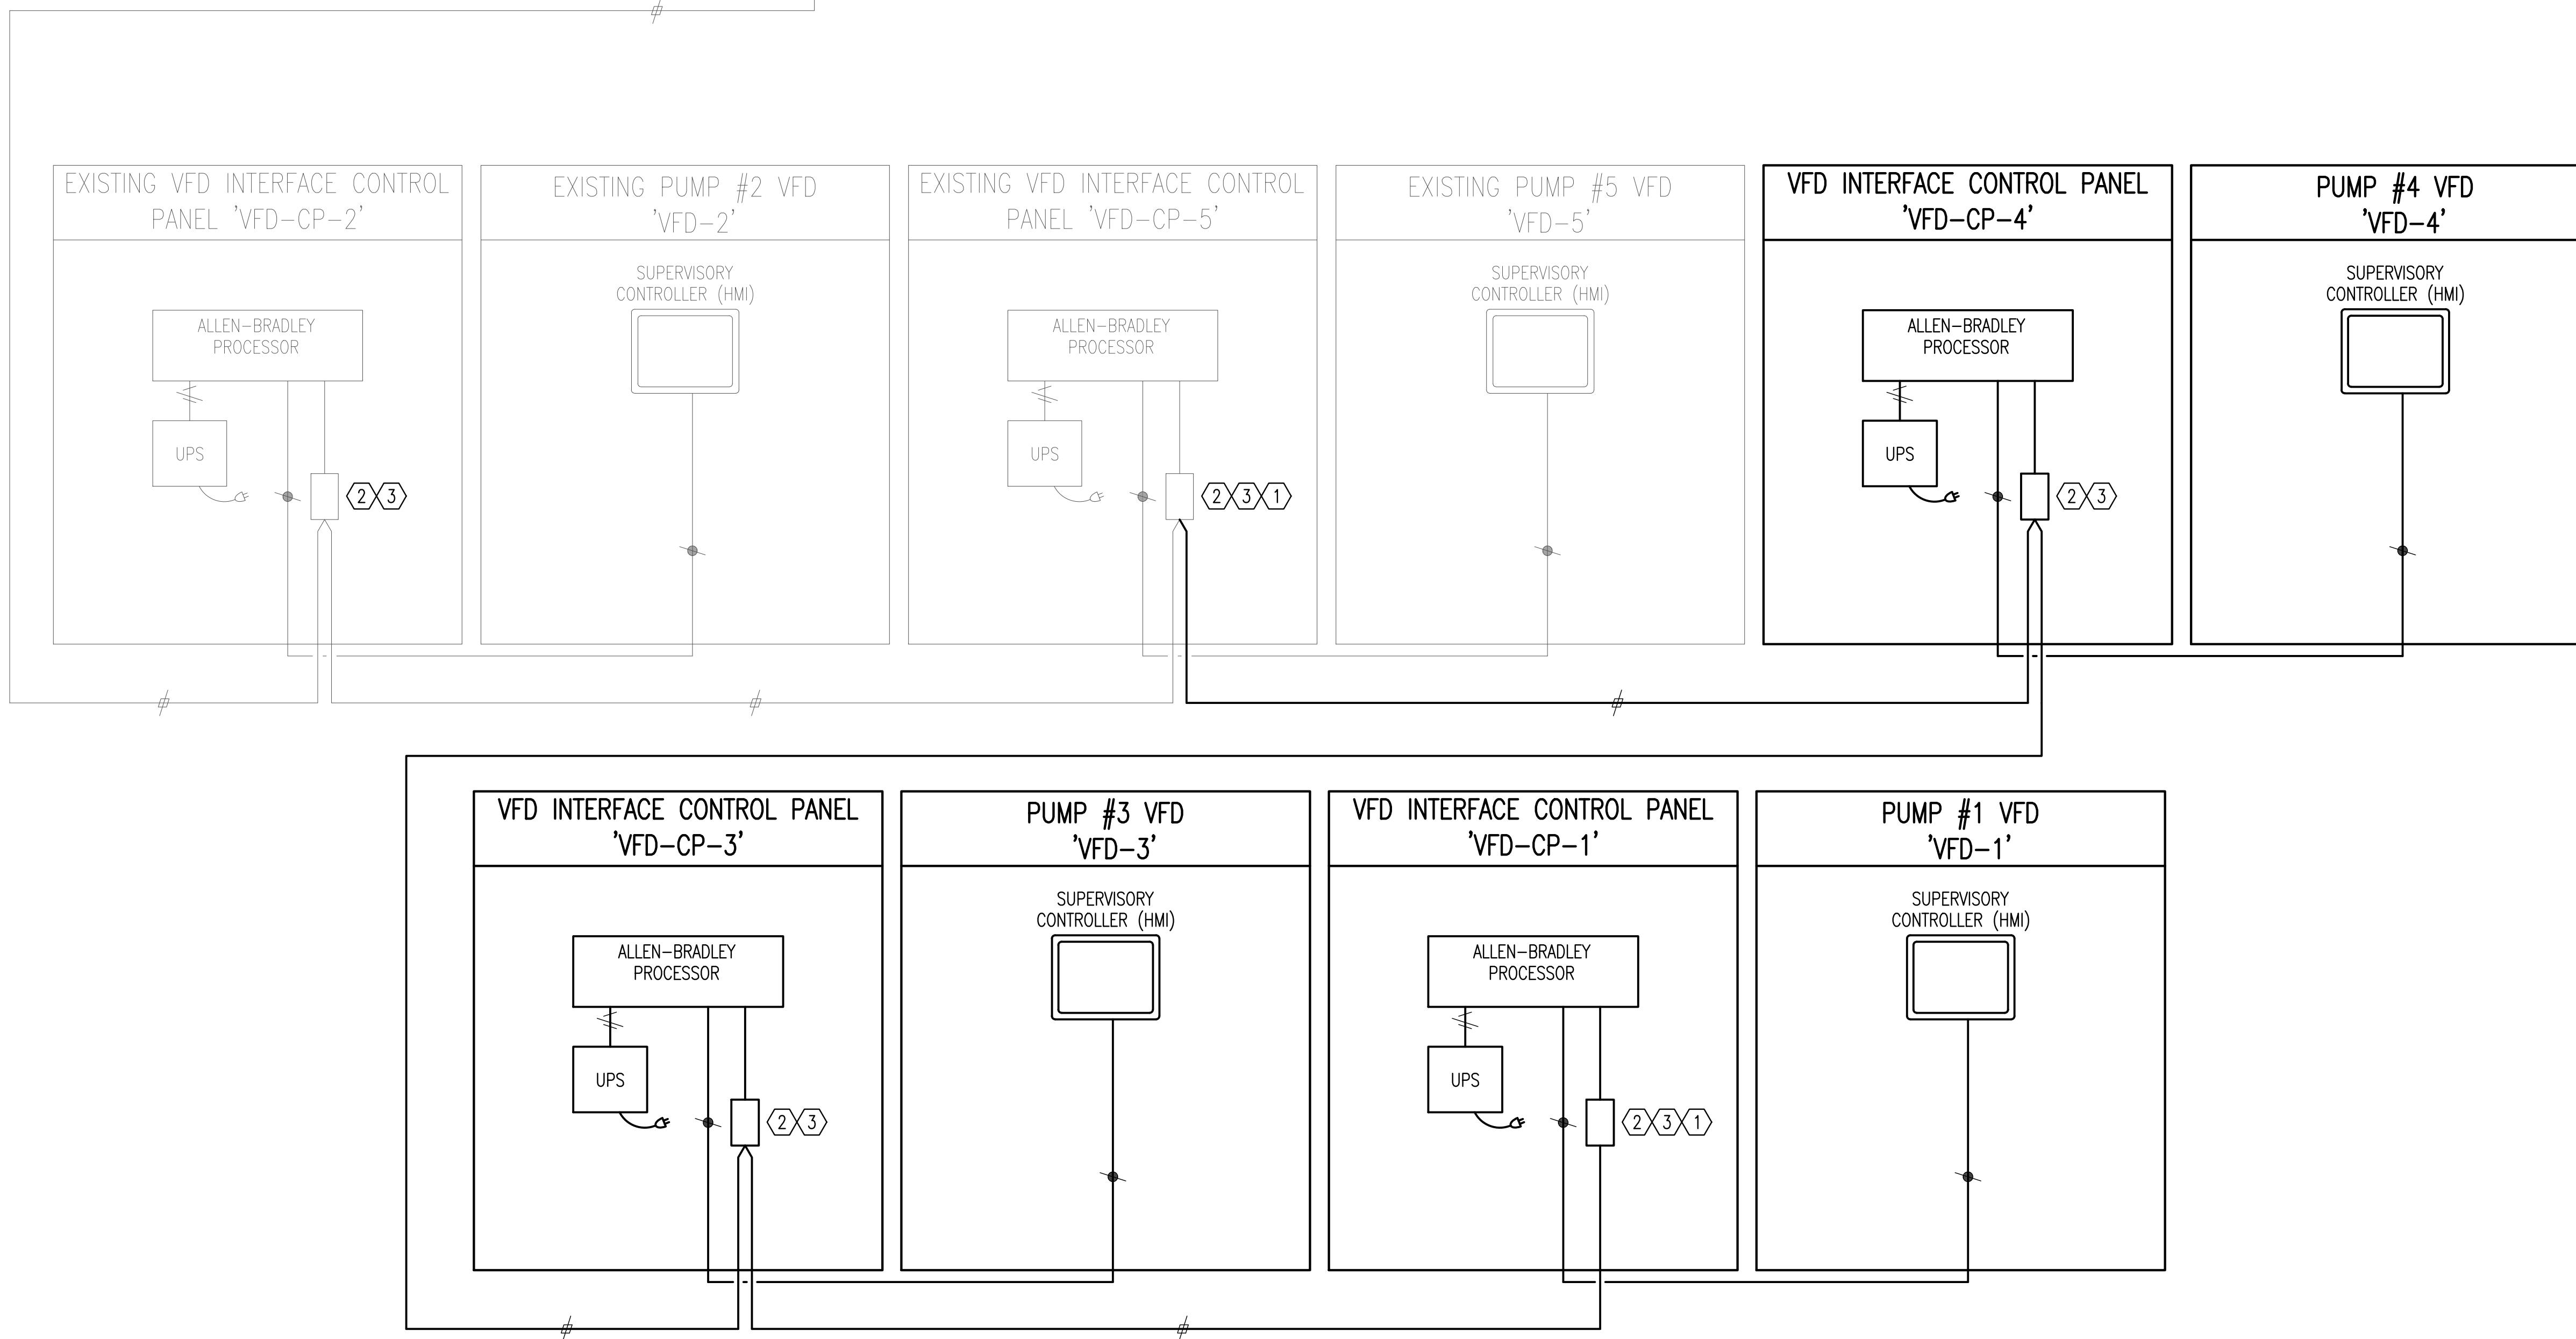 EXISTING VFD INTERFACE CONTROL
PANEL 'VFD-CP-2'
ALLEN-BRADLEY
PROCESSOR
UPS
2 3
EXISTING PUMP #2 VFD
'VFD-2'
SUPERVISORY
CONTROLLER (HMI)
EXISTING VFD INTERFACE CONTROL
PANEL 'VFD-CP-5'
ALLEN-BRADLEY
PROCESSOR
UPS
2 3 1
EXISTING PUMP #5 VFD
'VFD-5'
SUPERVISORY
CONTROLLER (HMI)
VFD INTERFACE CONTROL PANEL
'VFD-CP-4'
ALLEN-BRADLEY
PROCESSOR
UPS
2 3
PUMP #4 VFD
'VFD-4'
SUPERVISORY
CONTROLLER (HMI)
VFD INTERFACE CONTROL PANEL
'VFD-CP-3'
ALLEN-BRADLEY
PROCESSOR
UPS
2 3
PUMP #3 VFD
'VFD-3'
SUPERVISORY
CONTROLLER (HMI)
VFD INTERFACE CONTROL PANEL
'VFD-CP-1'
ALLEN-BRADLEY
PROCESSOR
UPS
2 3 1
PUMP #1 VFD
'VFD-1'
SUPERVISORY
CONTROLLER (HMI)